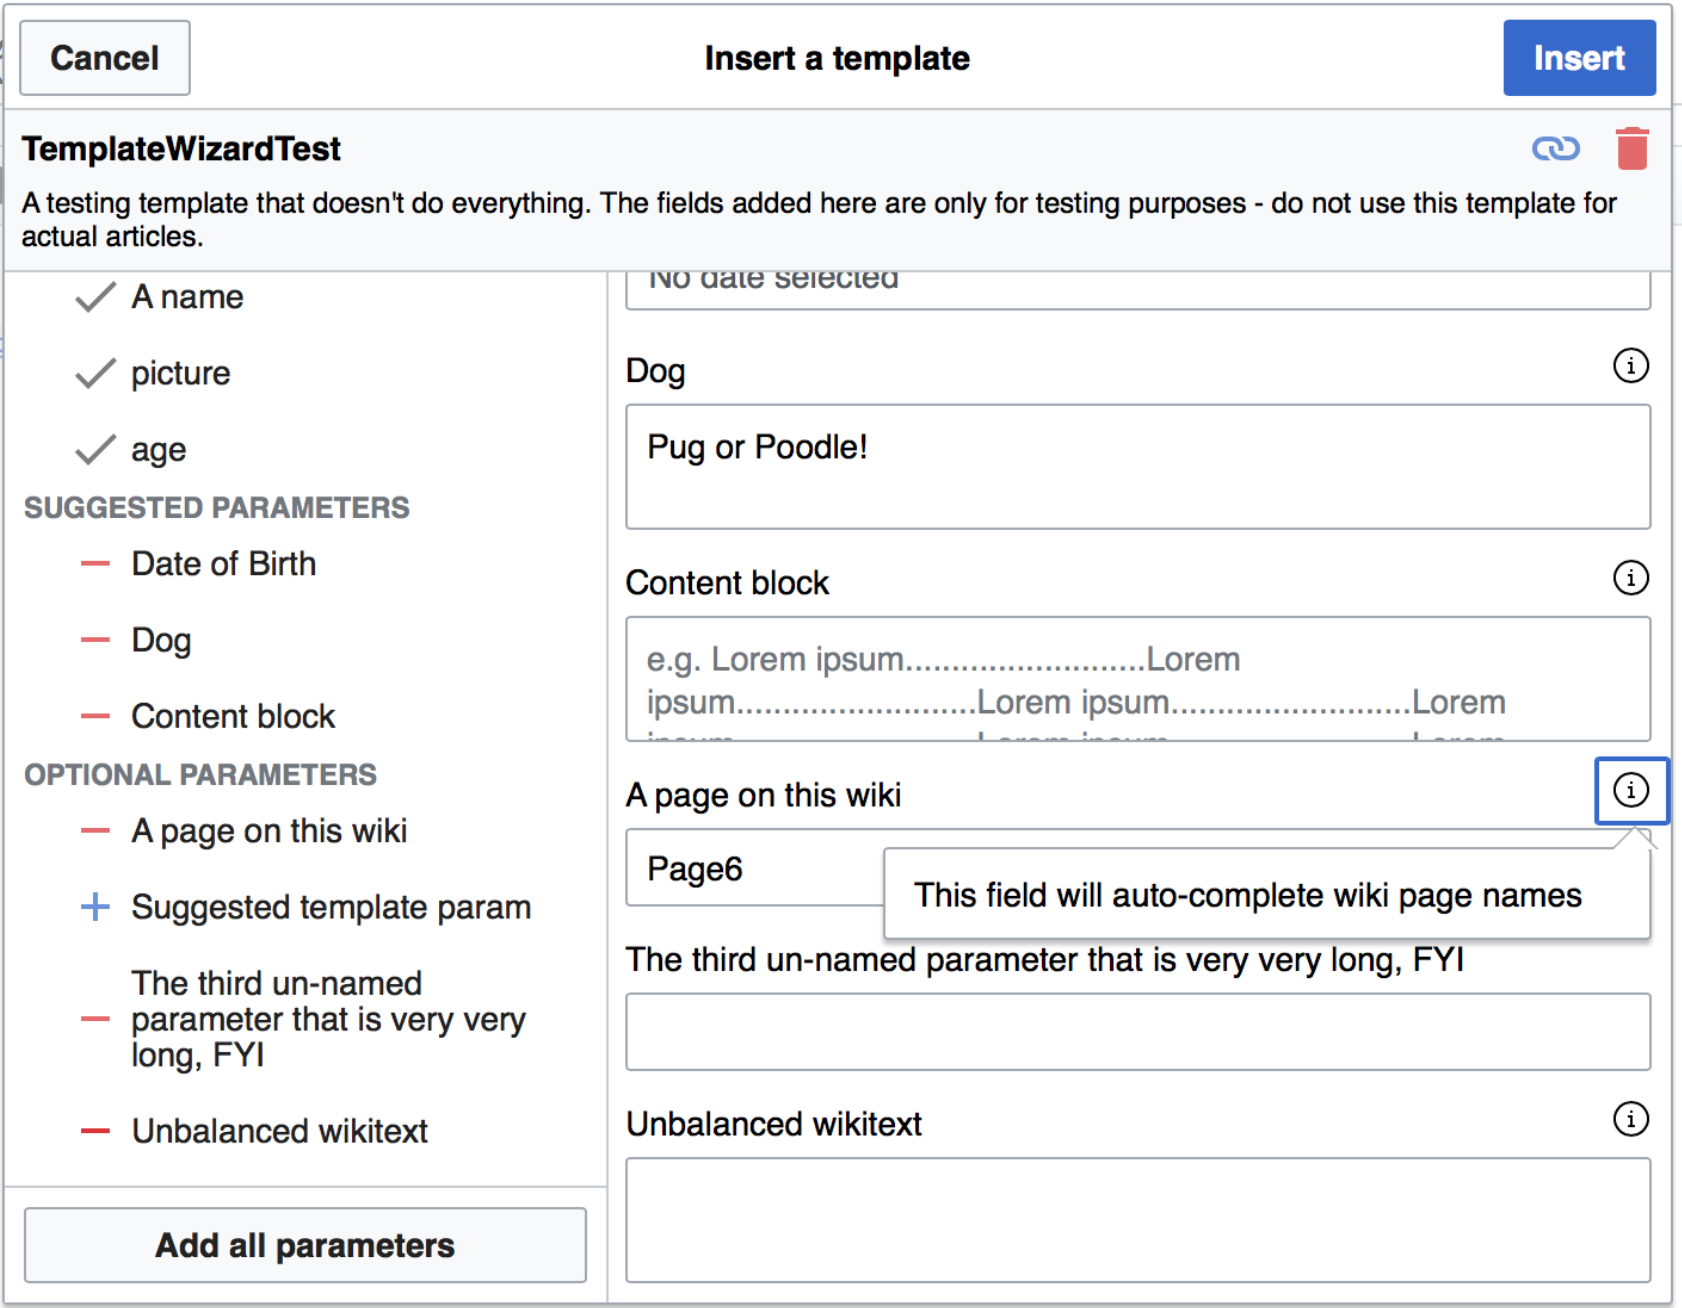 Cancel
Insert a template
Insert
TemplateWizardTest
A testing template that doesn't do everything. The fields added here are only for testing purposes - do not use this template for
actual articles.
A name
picture
age
SUGGESTED PARAMETERS
Date of Birth
Dog
Content block
OPTIONAL PARAMETERS
A page on this wiki
Suggested template param
The third un-named
parameter that is very very
long, FYI
Unbalanced wikitext
Add all parameters
No date selected
Dog
Pug or Poodle!
Content block
e.g. Lorem ipsum..........................Lorem
ipsum..........................Lorem ipsum..........................Lorem
ipsum..........................Lorem ipsum..........................Lorem
A page on this wiki
Page6
This field will auto-complete wiki page names
The third un-named parameter that is very very long, FYI
Unbalanced wikitext